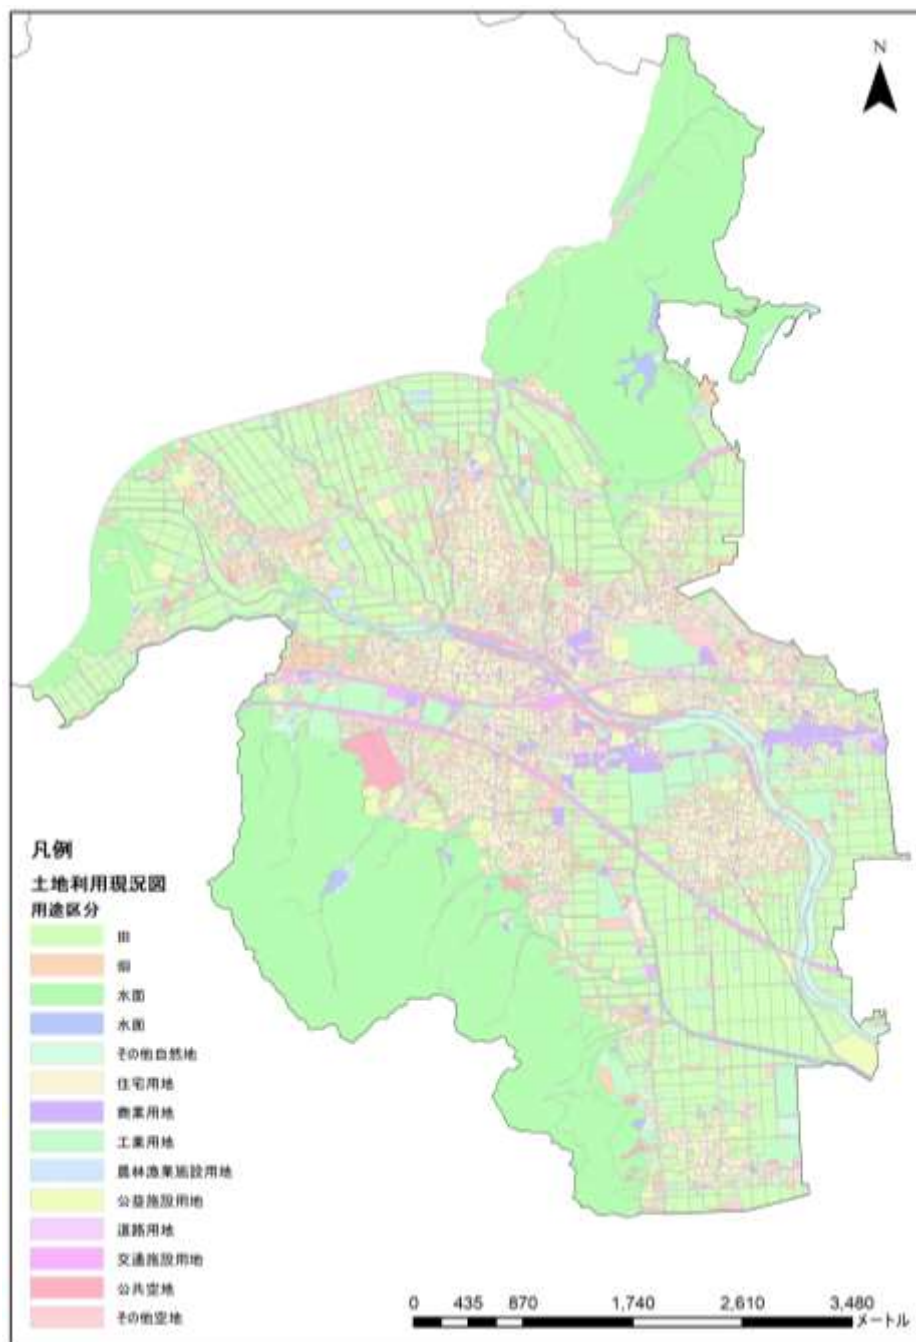 N
凡例
土地利用現況図
用途区分
田
畑
水面
水面
その他自然地
住宅用地
商業用地
工業用地
農林漁業施設用地
公益施設用地
道路用地
交通施設用地
公共空地
その他空地
0 435 870 1,740 2,610 3,480
メートル